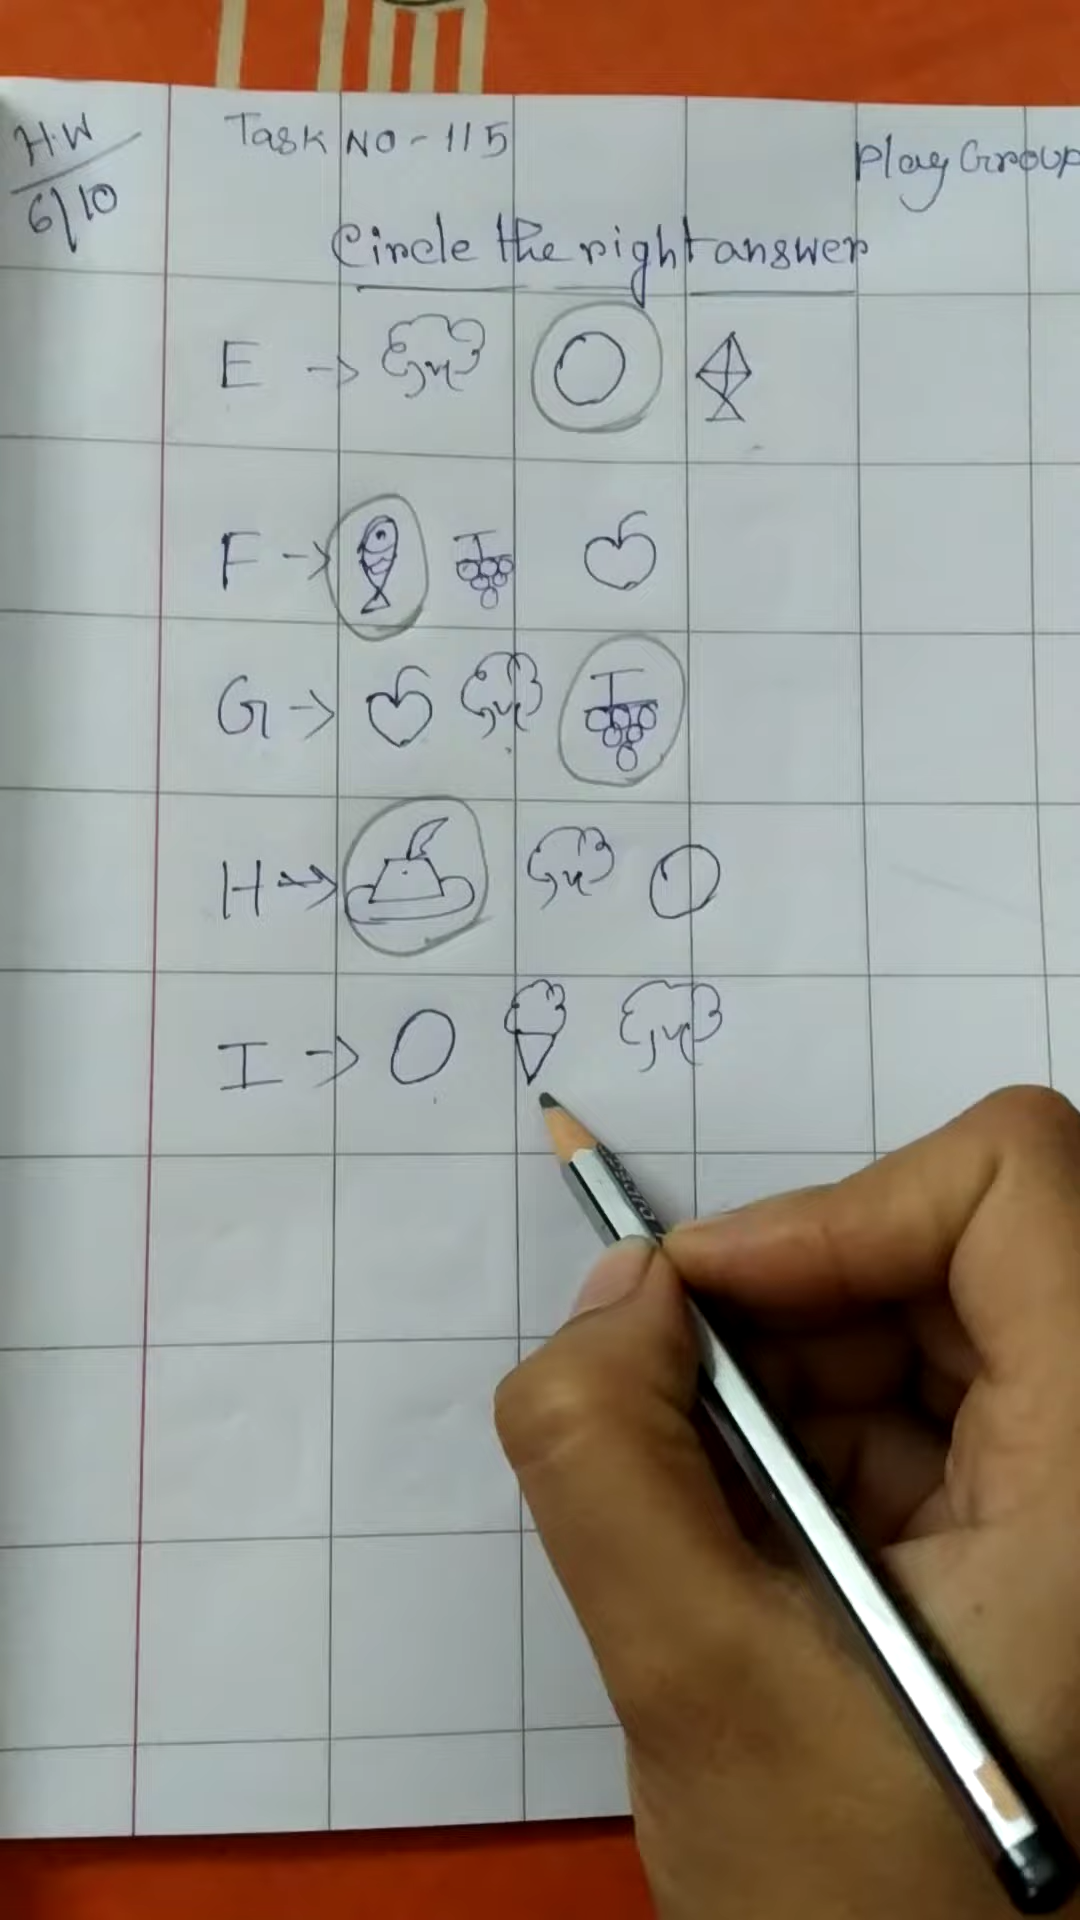 H.W
6/10
Task NO - 115
Play Group
Circle the right answer
E →
F →
G →
H →
I →